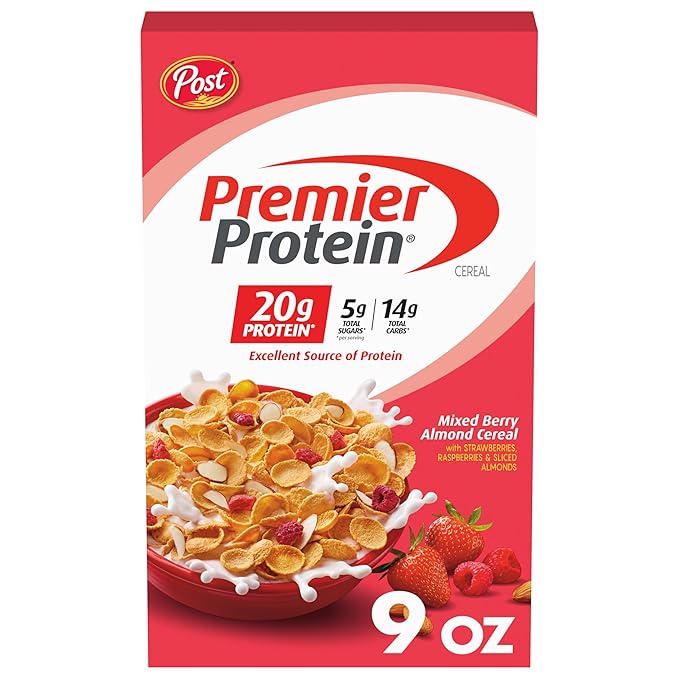 Post
Premier
Protein®
CEREAL
20g
PROTEIN*
5g
TOTAL
SUGARS*
*per serving
14g
TOTAL
CARBS*
Excellent Source of Protein
Mixed Berry
Almond Cereal
with STRAWBERRIES,
RASPBERRIES & SLICED
ALMONDS
9 OZ